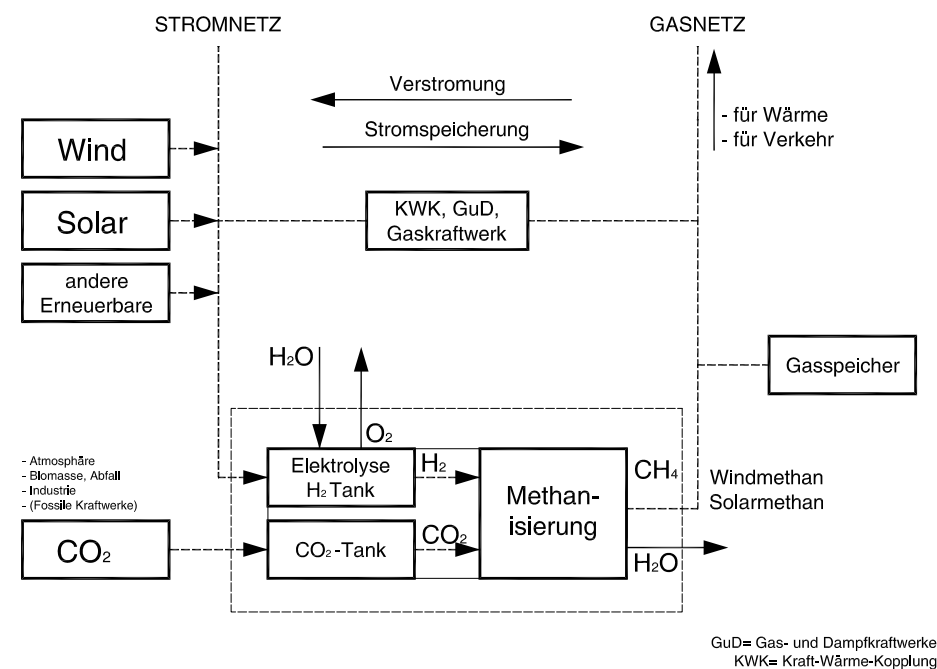 STROMNETZ
GASNETZ
Verstromung
Stromspeicherung
- für Wärme
- für Verkehr
Wind
Solar
andere
Erneuerbare
KWK, GuD,
Gaskraftwerk
Gasspeicher
H₂O
O₂
- Atmosphäre
- Biomasse, Abfall
- Industrie
- (Fossile Kraftwerke)
CO₂
Elektrolyse
H₂ Tank
H₂
CO₂-Tank
CO₂
Methan-
isierung
CH₄
H₂O
Windmethan
Solarmethan
GuD= Gas- und Dampfkraftwerke
KWK= Kraft-Wärme-Kopplung